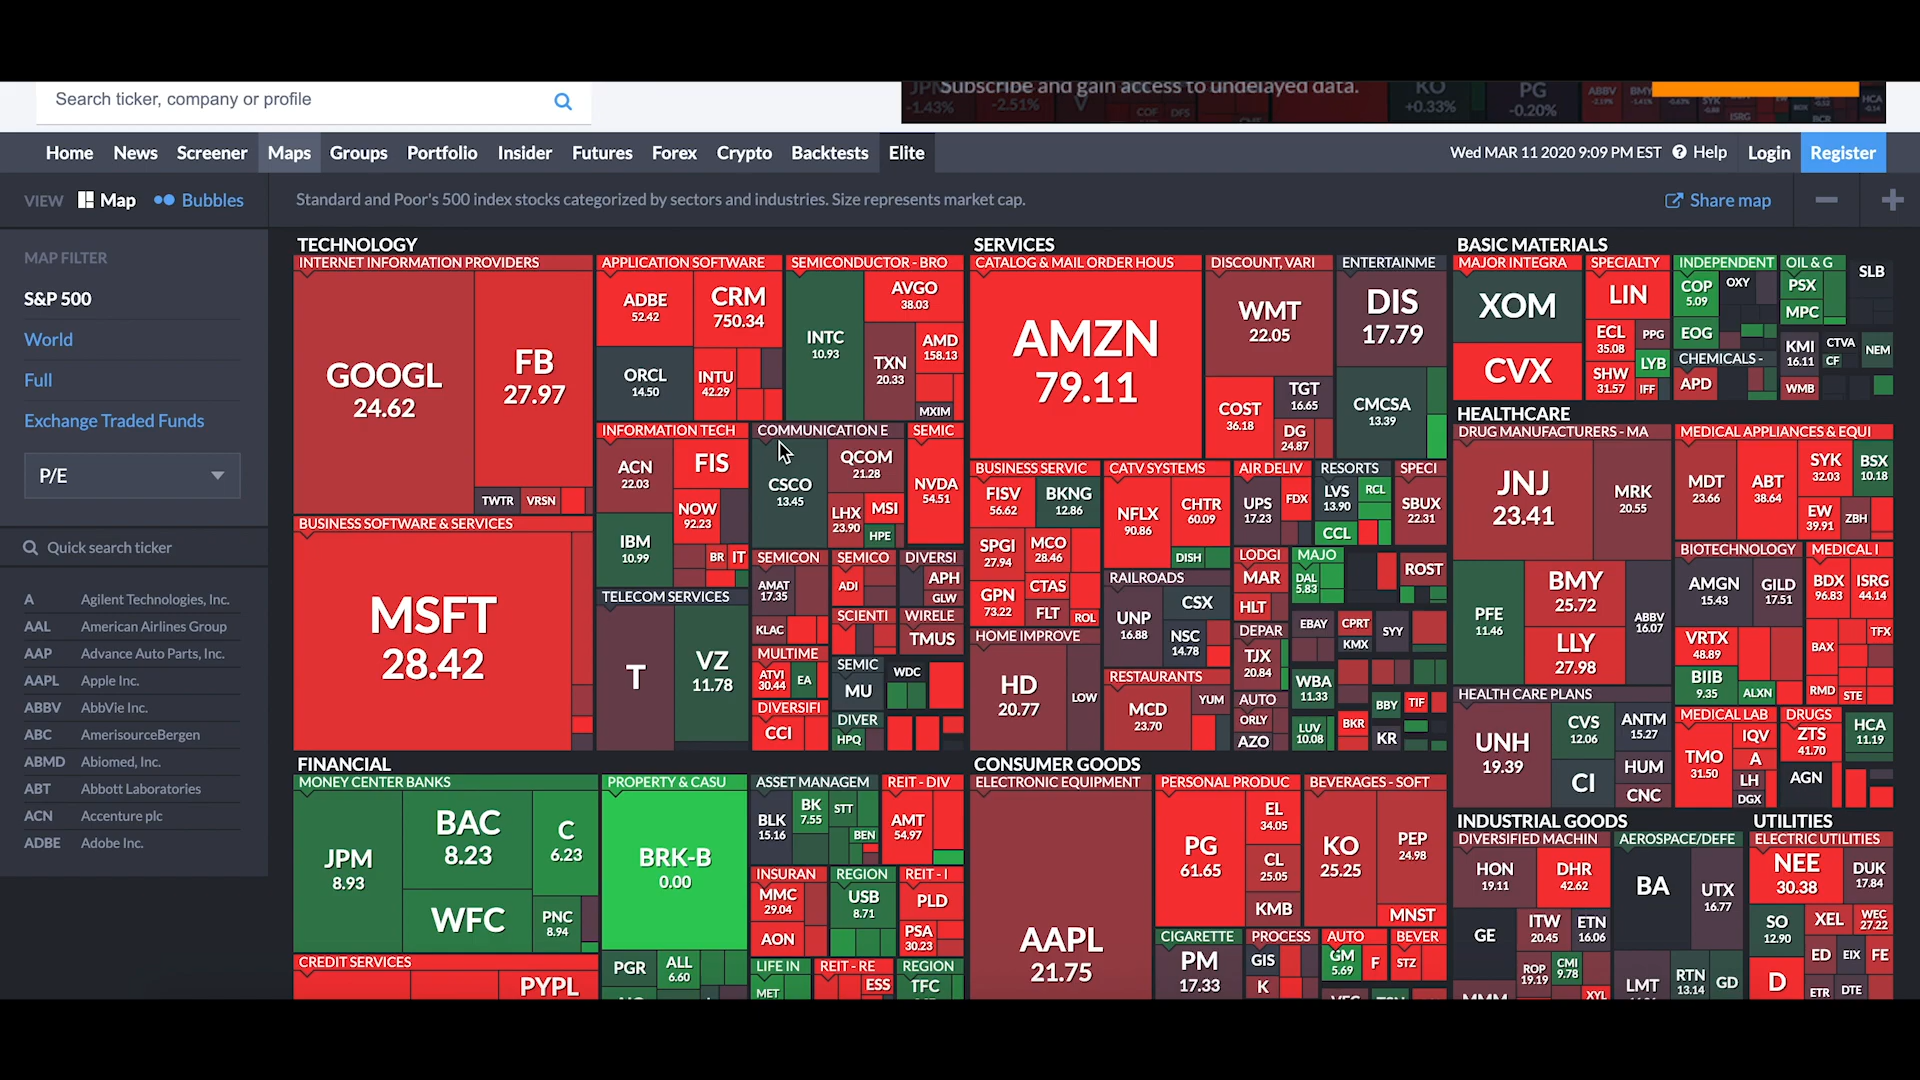 Search ticker, company or profile
Subscribe and gain access to undelayed data.
-1.43% -2.51% V COF DFS KO +0.33% PG -0.20% ABBV BMY HCA
Home News Screener Maps Groups Portfolio Insider Futures Forex Crypto Backtests Elite
Wed MAR 11 2020 9:09 PM EST Help Login Register
VIEW Map Bubbles
Standard and Poor's 500 index stocks categorized by sectors and industries. Size represents market cap.
Share map
MAP FILTER
S&P 500
World
Full
Exchange Traded Funds
P/E
Quick search ticker
A Agilent Technologies, Inc.
AAL American Airlines Group
AAP Advance Auto Parts, Inc.
AAPL Apple Inc.
ABBV AbbVie Inc.
ABC AmerisourceBergen
ABMD Abiomed, Inc.
ABT Abbott Laboratories
ACN Accenture plc
ADBE Adobe Inc.
TECHNOLOGY
INTERNET INFORMATION PROVIDERS
GOOGL
24.62
FB
27.97
TWTR VRSN
BUSINESS SOFTWARE & SERVICES
MSFT
28.42
APPLICATION SOFTWARE
ADBE
52.42
CRM
750.34
ORCL
14.50
INTU
42.29
SEMICONDUCTOR - BRO
INTC
10.93
AVGO
38.03
TXN
20.33
AMD
158.13
MXIM
INFORMATION TECH
ACN
22.03
FIS
NOW
92.23
IBM
10.99
BR IT
TELECOM SERVICES
T
VZ
11.78
COMMUNICATION E
CSCO
13.45
QCOM
21.28
LHX
23.90
MSI
HPE
SEMIC
NVDA
54.51
SEMICON
AMAT
17.35
KLAC
SEMICO
ADI
DIVERSI
APH
GLW
SCIENTI
WIRELE
TMUS
MULTIME
ATVI
30.44
EA
SEMIC
MU
WDC
DIVERSIFI
CCI
DIVER
HPQ
SERVICES
CATALOG & MAIL ORDER HOUS
AMZN
79.11
DISCOUNT, VARI
WMT
22.05
COST
36.18
TGT
16.65
DG
24.87
ENTERTAINME
DIS
17.79
CMCSA
13.39
BUSINESS SERVIC
FISV
56.62
BKNG
12.86
SPGI
27.94
MCO
28.46
GPN
73.22
CTAS
FLT
ROL
CATV SYSTEMS
NFLX
90.86
CHTR
60.09
DISH
AIR DELIV
UPS
17.23
FDX
RESORTS
LVS
13.90
RCL
CCL
SPECI
SBUX
22.31
LODGI
MAR
HLT
MAJO
DAL
5.83
ROST
RAILROADS
UNP
16.88
CSX
NSC
14.78
HOME IMPROVE
HD
20.77
LOW
RESTAURANTS
MCD
23.70
YUM
DEPAR
TJX
20.84
EBAY
CPRT
KMX
SYY
AUTO
ORLY
AZO
WBA
11.33
LUV
10.08
BKR
BBY
TIF
KR
BASIC MATERIALS
MAJOR INTEGRA
XOM
CVX
SPECIALTY
LIN
ECL
35.08
PPG
SHW
31.57
LYB
IFF
INDEPENDENT
COP
5.09
OXY
EOG
OIL & G
PSX
MPC
SLB
CHEMICALS -
APD
KMI
16.11
CTVA
CF
NEM
WMB
HEALTHCARE
DRUG MANUFACTURERS - MA
JNJ
23.41
MRK
20.55
PFE
11.46
BMY
25.72
LLY
27.98
ABBV
16.07
MEDICAL APPLIANCES & EQUI
MDT
23.66
ABT
38.64
SYK
32.03
BSX
10.18
EW
39.91
ZBH
BIOTECHNOLOGY
AMGN
15.43
GILD
17.51
VRTX
48.89
BIIB
9.35
ALXN
MEDICAL I
BDX
96.83
ISRG
44.14
BAX
TFX
RMD
STE
HEALTH CARE PLANS
UNH
19.39
CVS
12.06
ANTM
15.27
CI
HUM
CNC
MEDICAL LAB
TMO
31.50
IQV
A
LH
DGX
DRUGS
ZTS
41.70
AGN
HCA
11.19
FINANCIAL
MONEY CENTER BANKS
JPM
8.93
BAC
8.23
C
6.23
WFC
PNC
8.94
CREDIT SERVICES
PYPL
PROPERTY & CASU
BRK-B
0.00
PGR
ALL
6.60
ASSET MANAGEM
BLK
15.16
BK
7.55
STT
BEN
REIT - DIV
AMT
54.97
INSURAN
MMC
29.04
AON
REGION
USB
8.71
REIT - I
PLD
PSA
30.23
LIFE IN
MET
REIT - RE
ESS
REGION
TFC
CONSUMER GOODS
ELECTRONIC EQUIPMENT
AAPL
21.75
PERSONAL PRODUC
PG
61.65
EL
34.05
CL
25.05
KMB
BEVERAGES - SOFT
KO
25.25
PEP
24.98
MNST
CIGARETTE
PM
17.33
PROCESS
GIS
K
AUTO
GM
5.69
F
BEVER
STZ
INDUSTRIAL GOODS
DIVERSIFIED MACHIN
HON
19.11
DHR
42.62
GE
ITW
20.45
ETN
16.06
ROP
19.19
CMI
9.78
XYL
MMM
AEROSPACE/DEFE
BA
UTX
16.77
LMT
RTN
13.14
GD
UTILITIES
ELECTRIC UTILITIES
NEE
30.38
DUK
17.84
SO
12.90
XEL
WEC
27.22
D
ED
EIX
FE
ETR
DTE